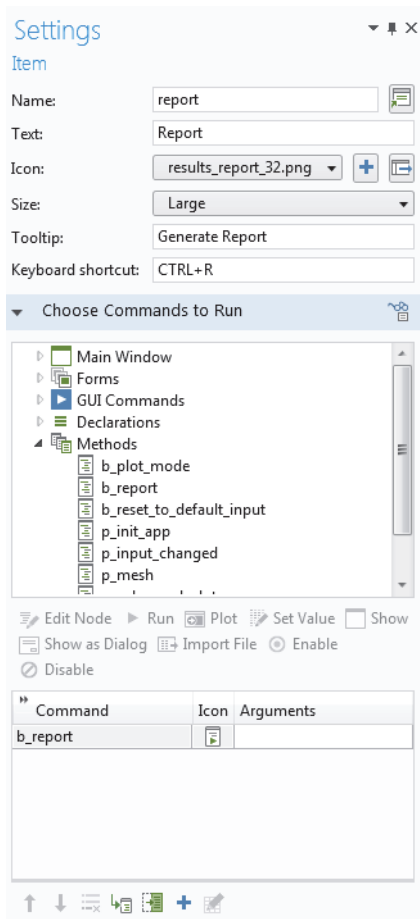 Settings
Item
Name: report
Text: Report
Icon: results_report_32.png
Size: Large
Tooltip: Generate Report
Keyboard shortcut: CTRL+R
Choose Commands to Run
Main Window
Forms
GUI Commands
Declarations
Methods
b_plot_mode
b_report
b_reset_to_default_input
p_init_app
p_input_changed
p_mesh
Edit Node Run Plot Set Value Show
Show as Dialog Import File Enable
Disable
Command Icon Arguments
b_report